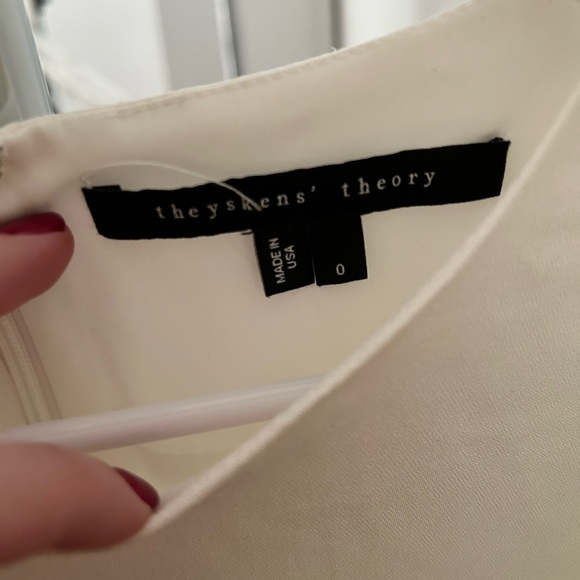 theyskens' theory
MADE IN
USA
0